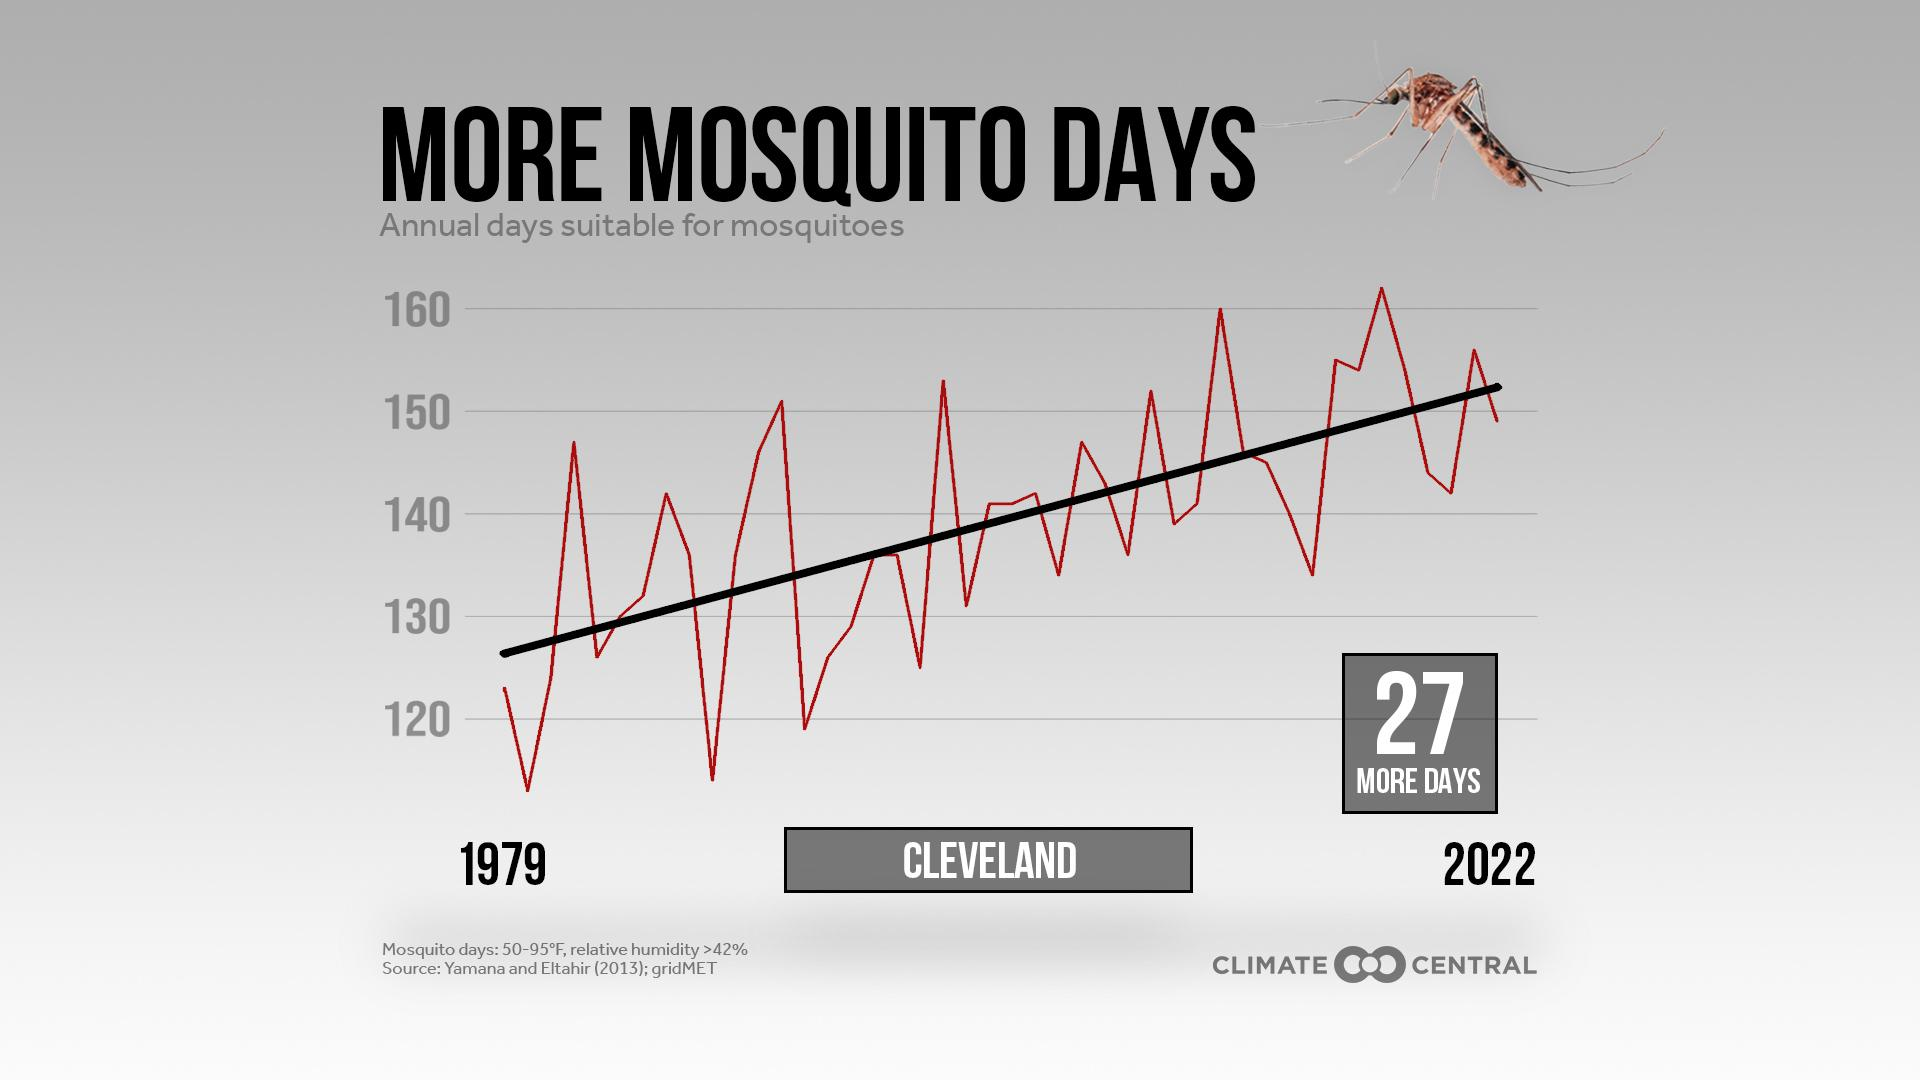 MORE MOSQUITO DAYS
Annual days suitable for mosquitoes
160
150
140
130
120
27
MORE DAYS
1979
CLEVELAND
2022
Mosquito days: 50-95°F, relative humidity >42%
Source: Yamana and Eltahir (2013); gridMET
CLIMATE CENTRAL